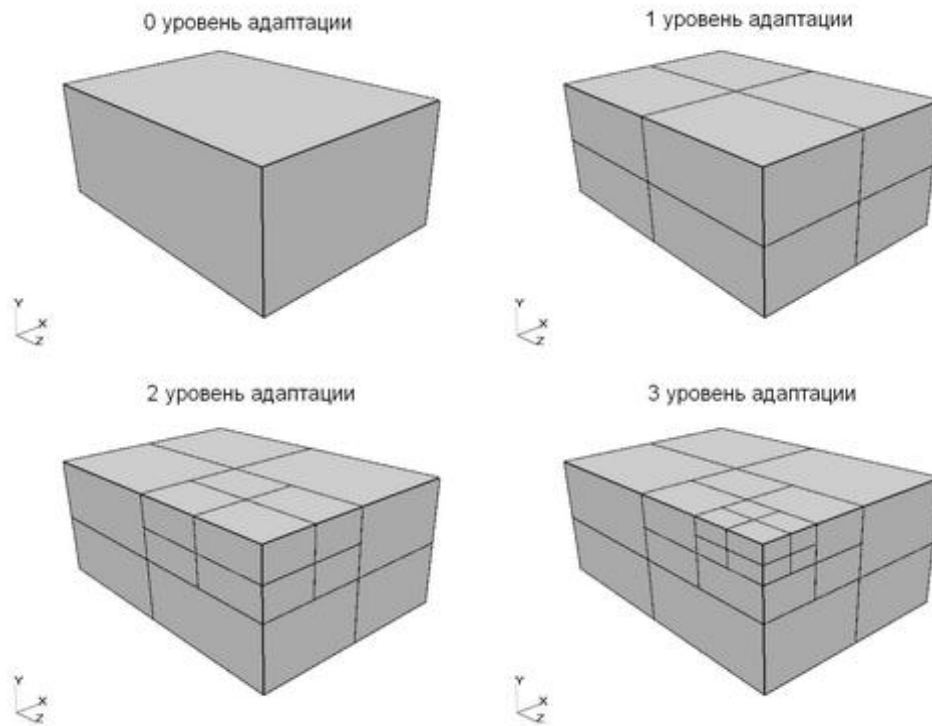 0 уровень адаптации
1 уровень адаптации
Y
X
Z
Y
X
Z
2 уровень адаптации
3 уровень адаптации
Y
X
Z
Y
X
Z